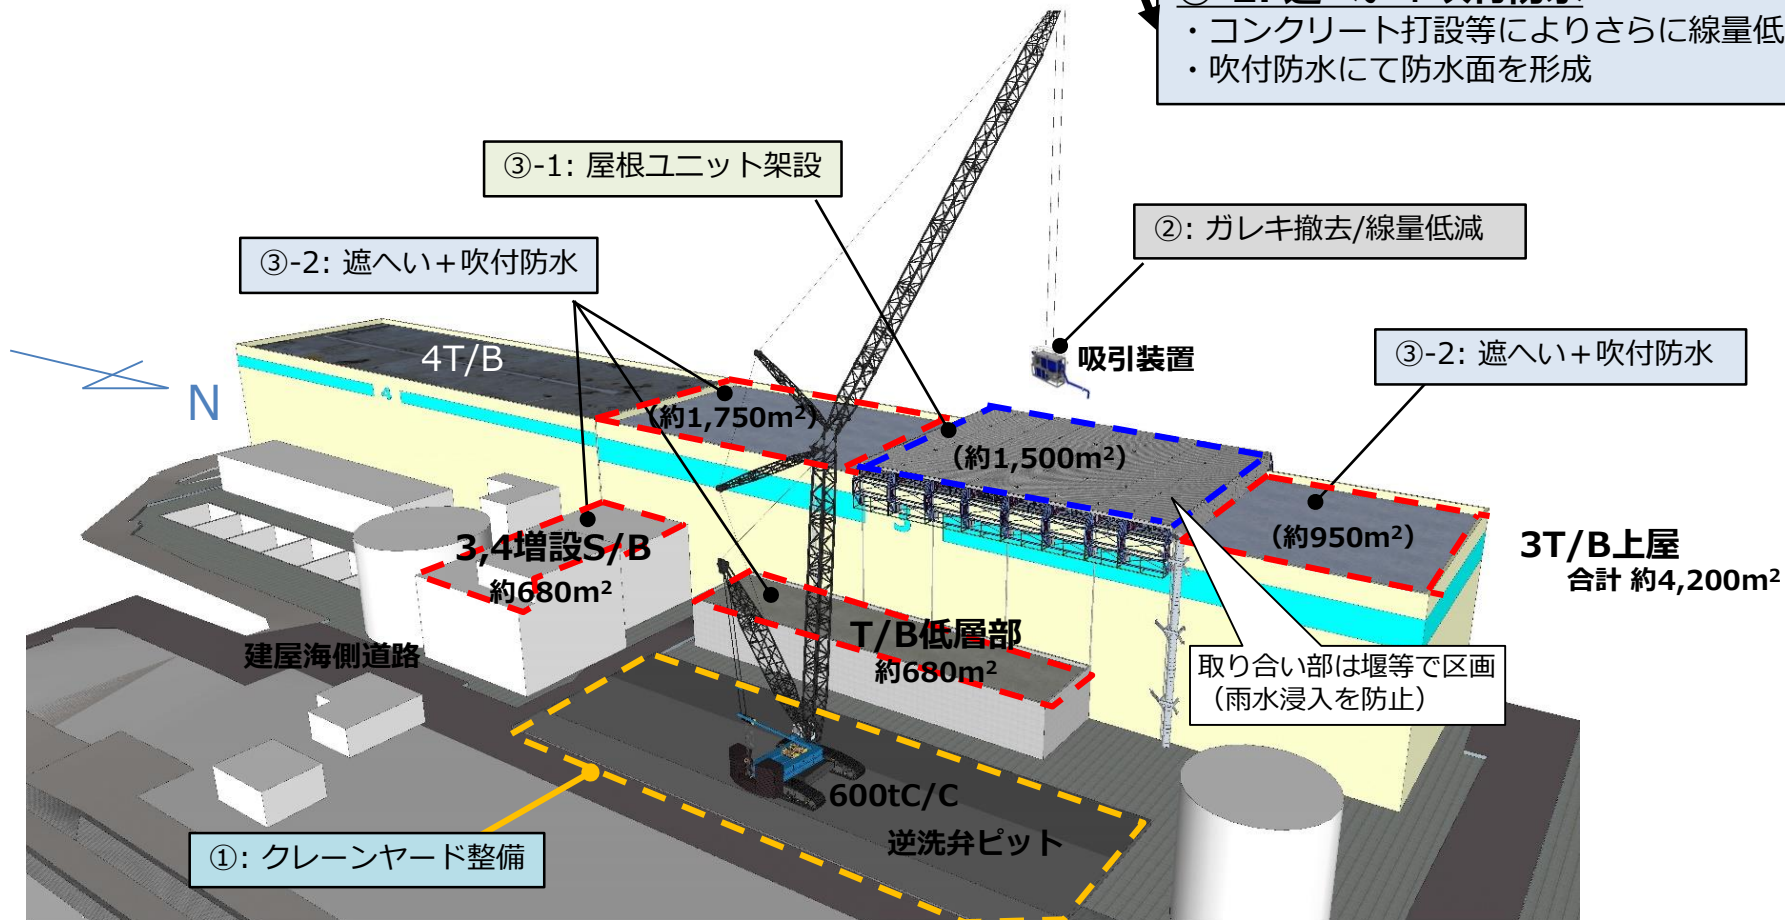 ・コンクリート打設等によりさらに線量低
・吹付防水にて防水面を形成
③-1: 屋根ユニット架設
②: ガレキ撤去/線量低減
③-2: 遮へい＋吹付防水
③-2: 遮へい＋吹付防水
吸引装置
4T/B
N
4
（約1,750m²）
（約1,500m²）
（約950m²）
3
3T/B上屋
合計 約4,200m²
3,4増設S/B
約680m²
T/B低層部
約680m²
建屋海側道路
取り合い部は堰等で区画
（雨水浸入を防止）
600tC/C
逆洗弁ピット
①: クレーンヤード整備